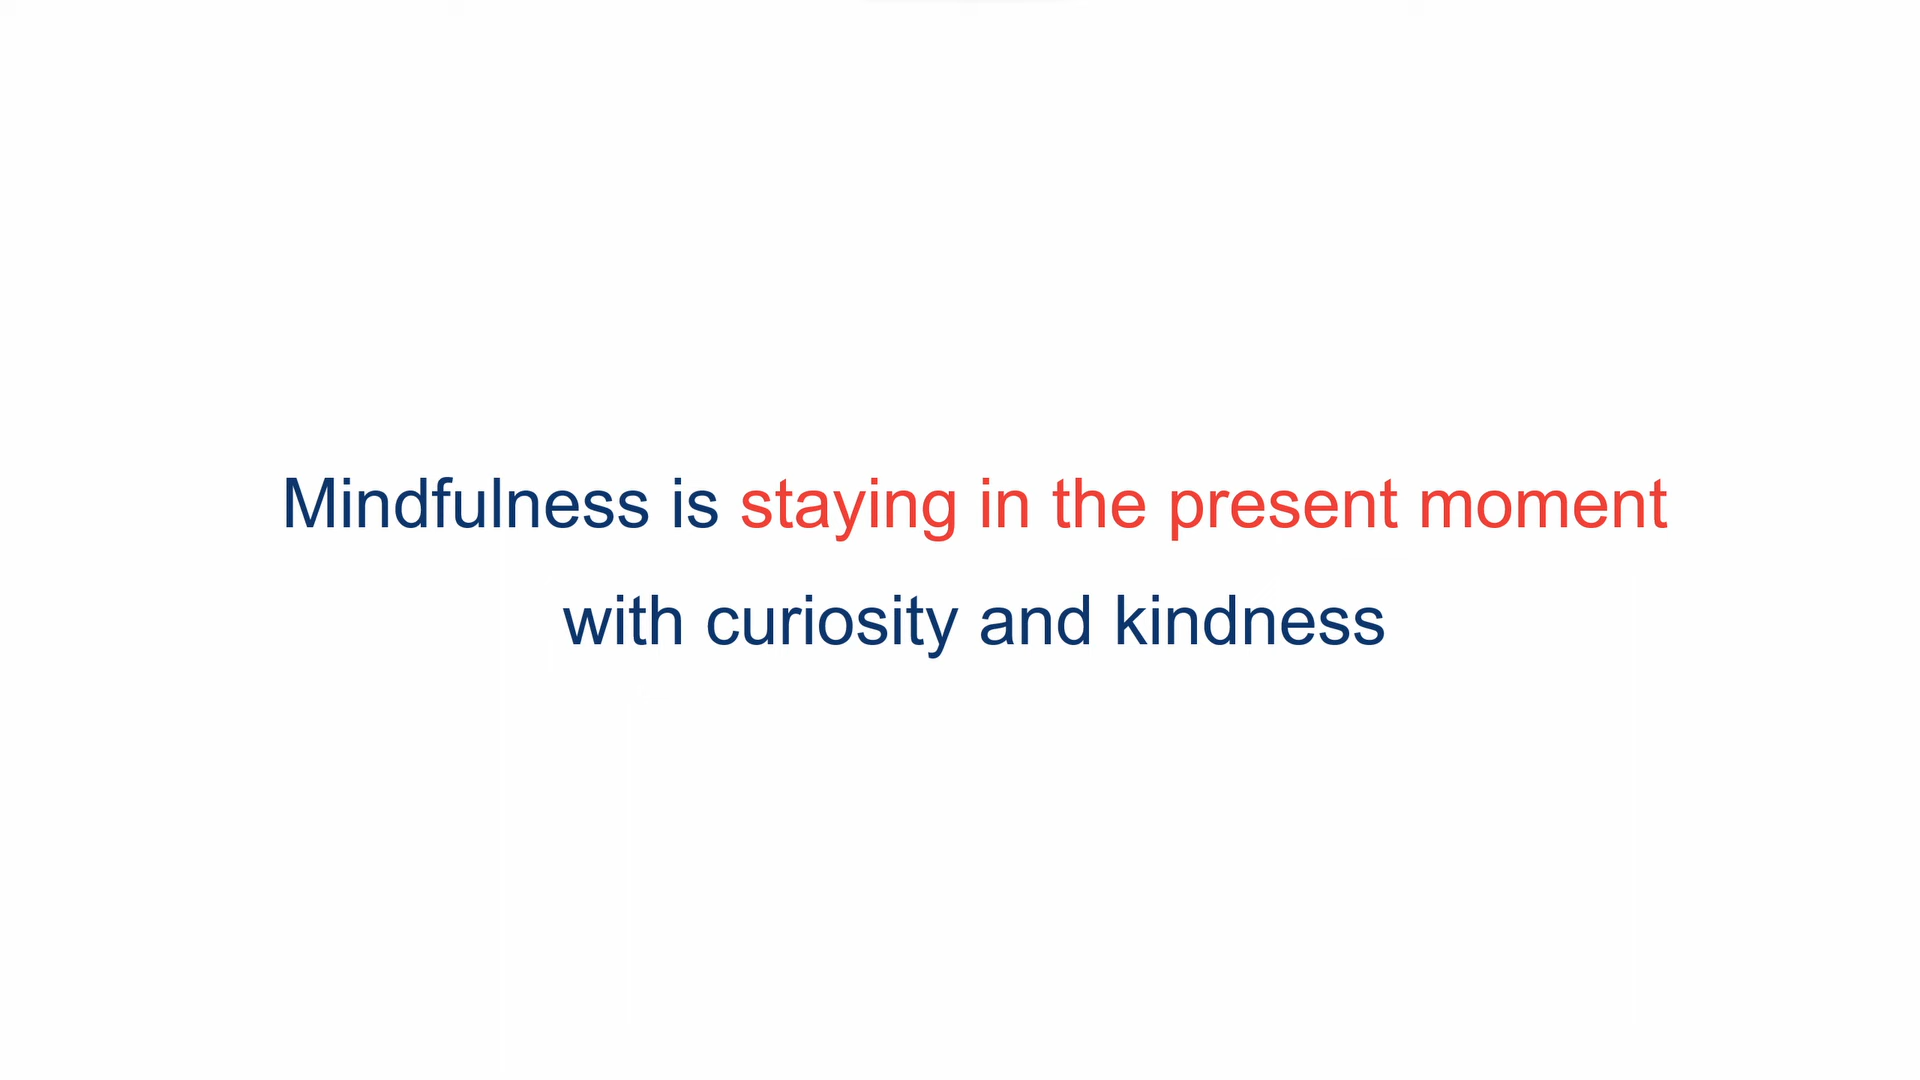 Mindfulness is staying in the present moment
with curiosity and kindness